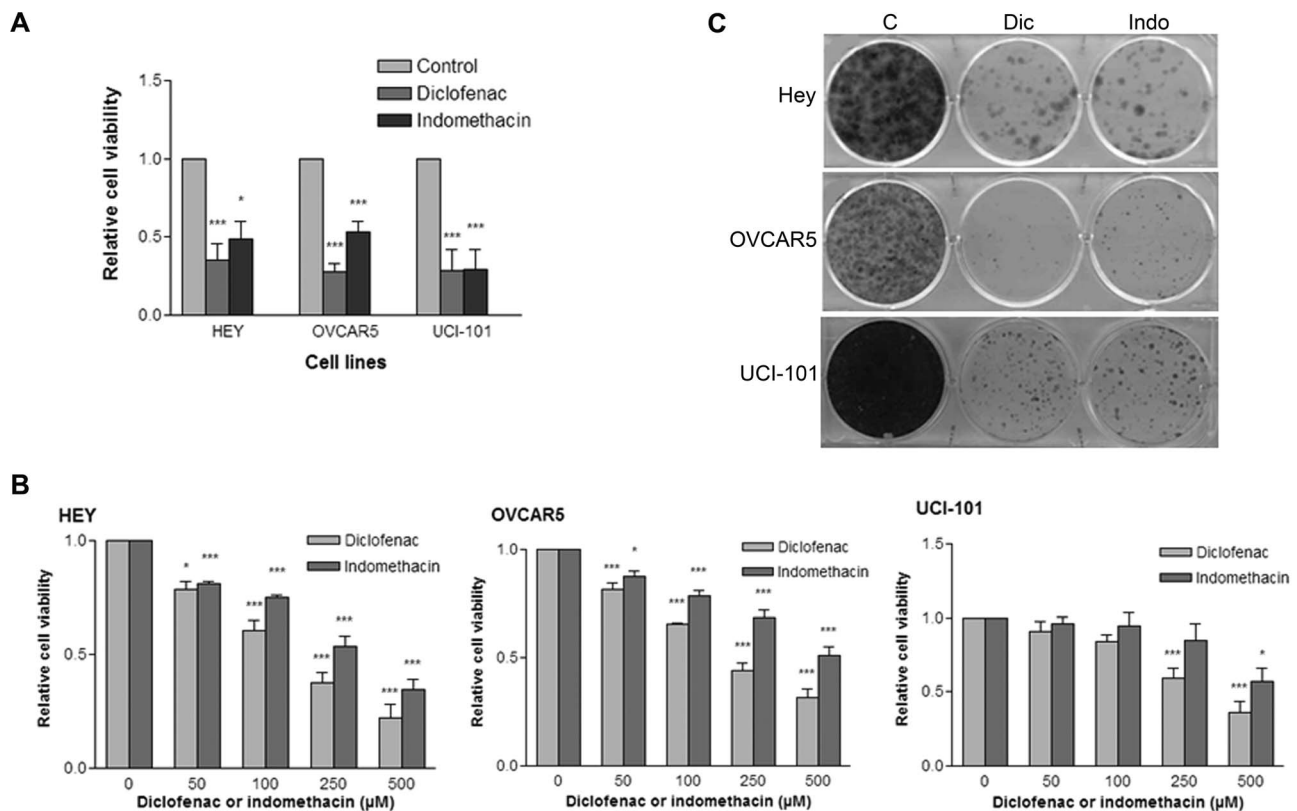 A
Relative cell viability
1.5
1.0
0.5
0.0
Control
Diclofenac
Indomethacin
*** *
*** ***
*** ***
HEY OVCAR5 UCI-101
Cell lines
C
C Dic Indo
Hey
OVCAR5
UCI-101
B
HEY
Relative cell viability
1.0
0.5
0.0
Diclofenac
Indomethacin
* ***
*** ***
*** ***
*** ***
0 50 100 250 500
Diclofenac or indomethacin (µM)
OVCAR5
Relative cell viability
1.0
0.5
0.0
Diclofenac
Indomethacin
*** *
*** ***
*** ***
*** ***
0 50 100 250 500
Diclofenac or indomethacin (µM)
UCI-101
Relative cell viability
1.5
1.0
0.5
0.0
Diclofenac
Indomethacin
***
*** *
0 50 100 250 500
Diclofenac or indomethacin (µM)